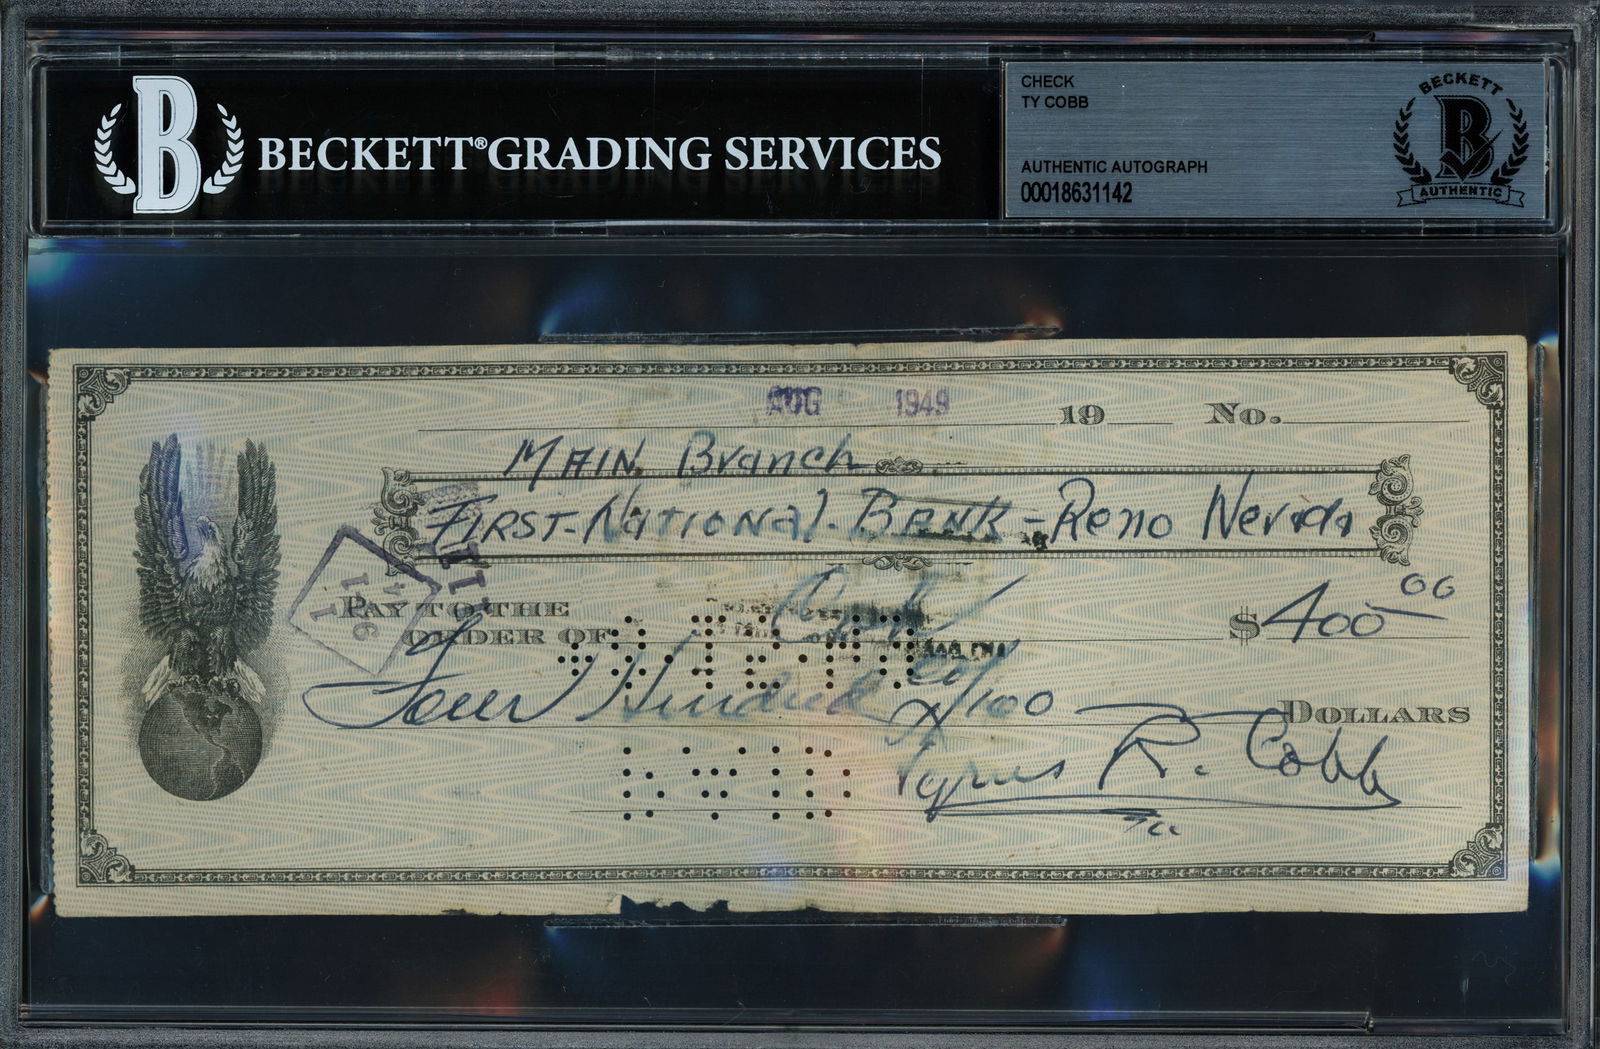 BECKETT® GRADING SERVICES
CHECK
TY COBB
AUTHENTIC AUTOGRAPH
00018631142
BECKETT
B
AUTHENTIC
AUG 1949 19 No.
MAIN Branch
FIRST-NATIONAL-BANK-Reno Nevada
PAY TO THE
ORDER OF Cash $400 00
Four Hundred 00/100 DOLLARS
Tyrus R. Cobb